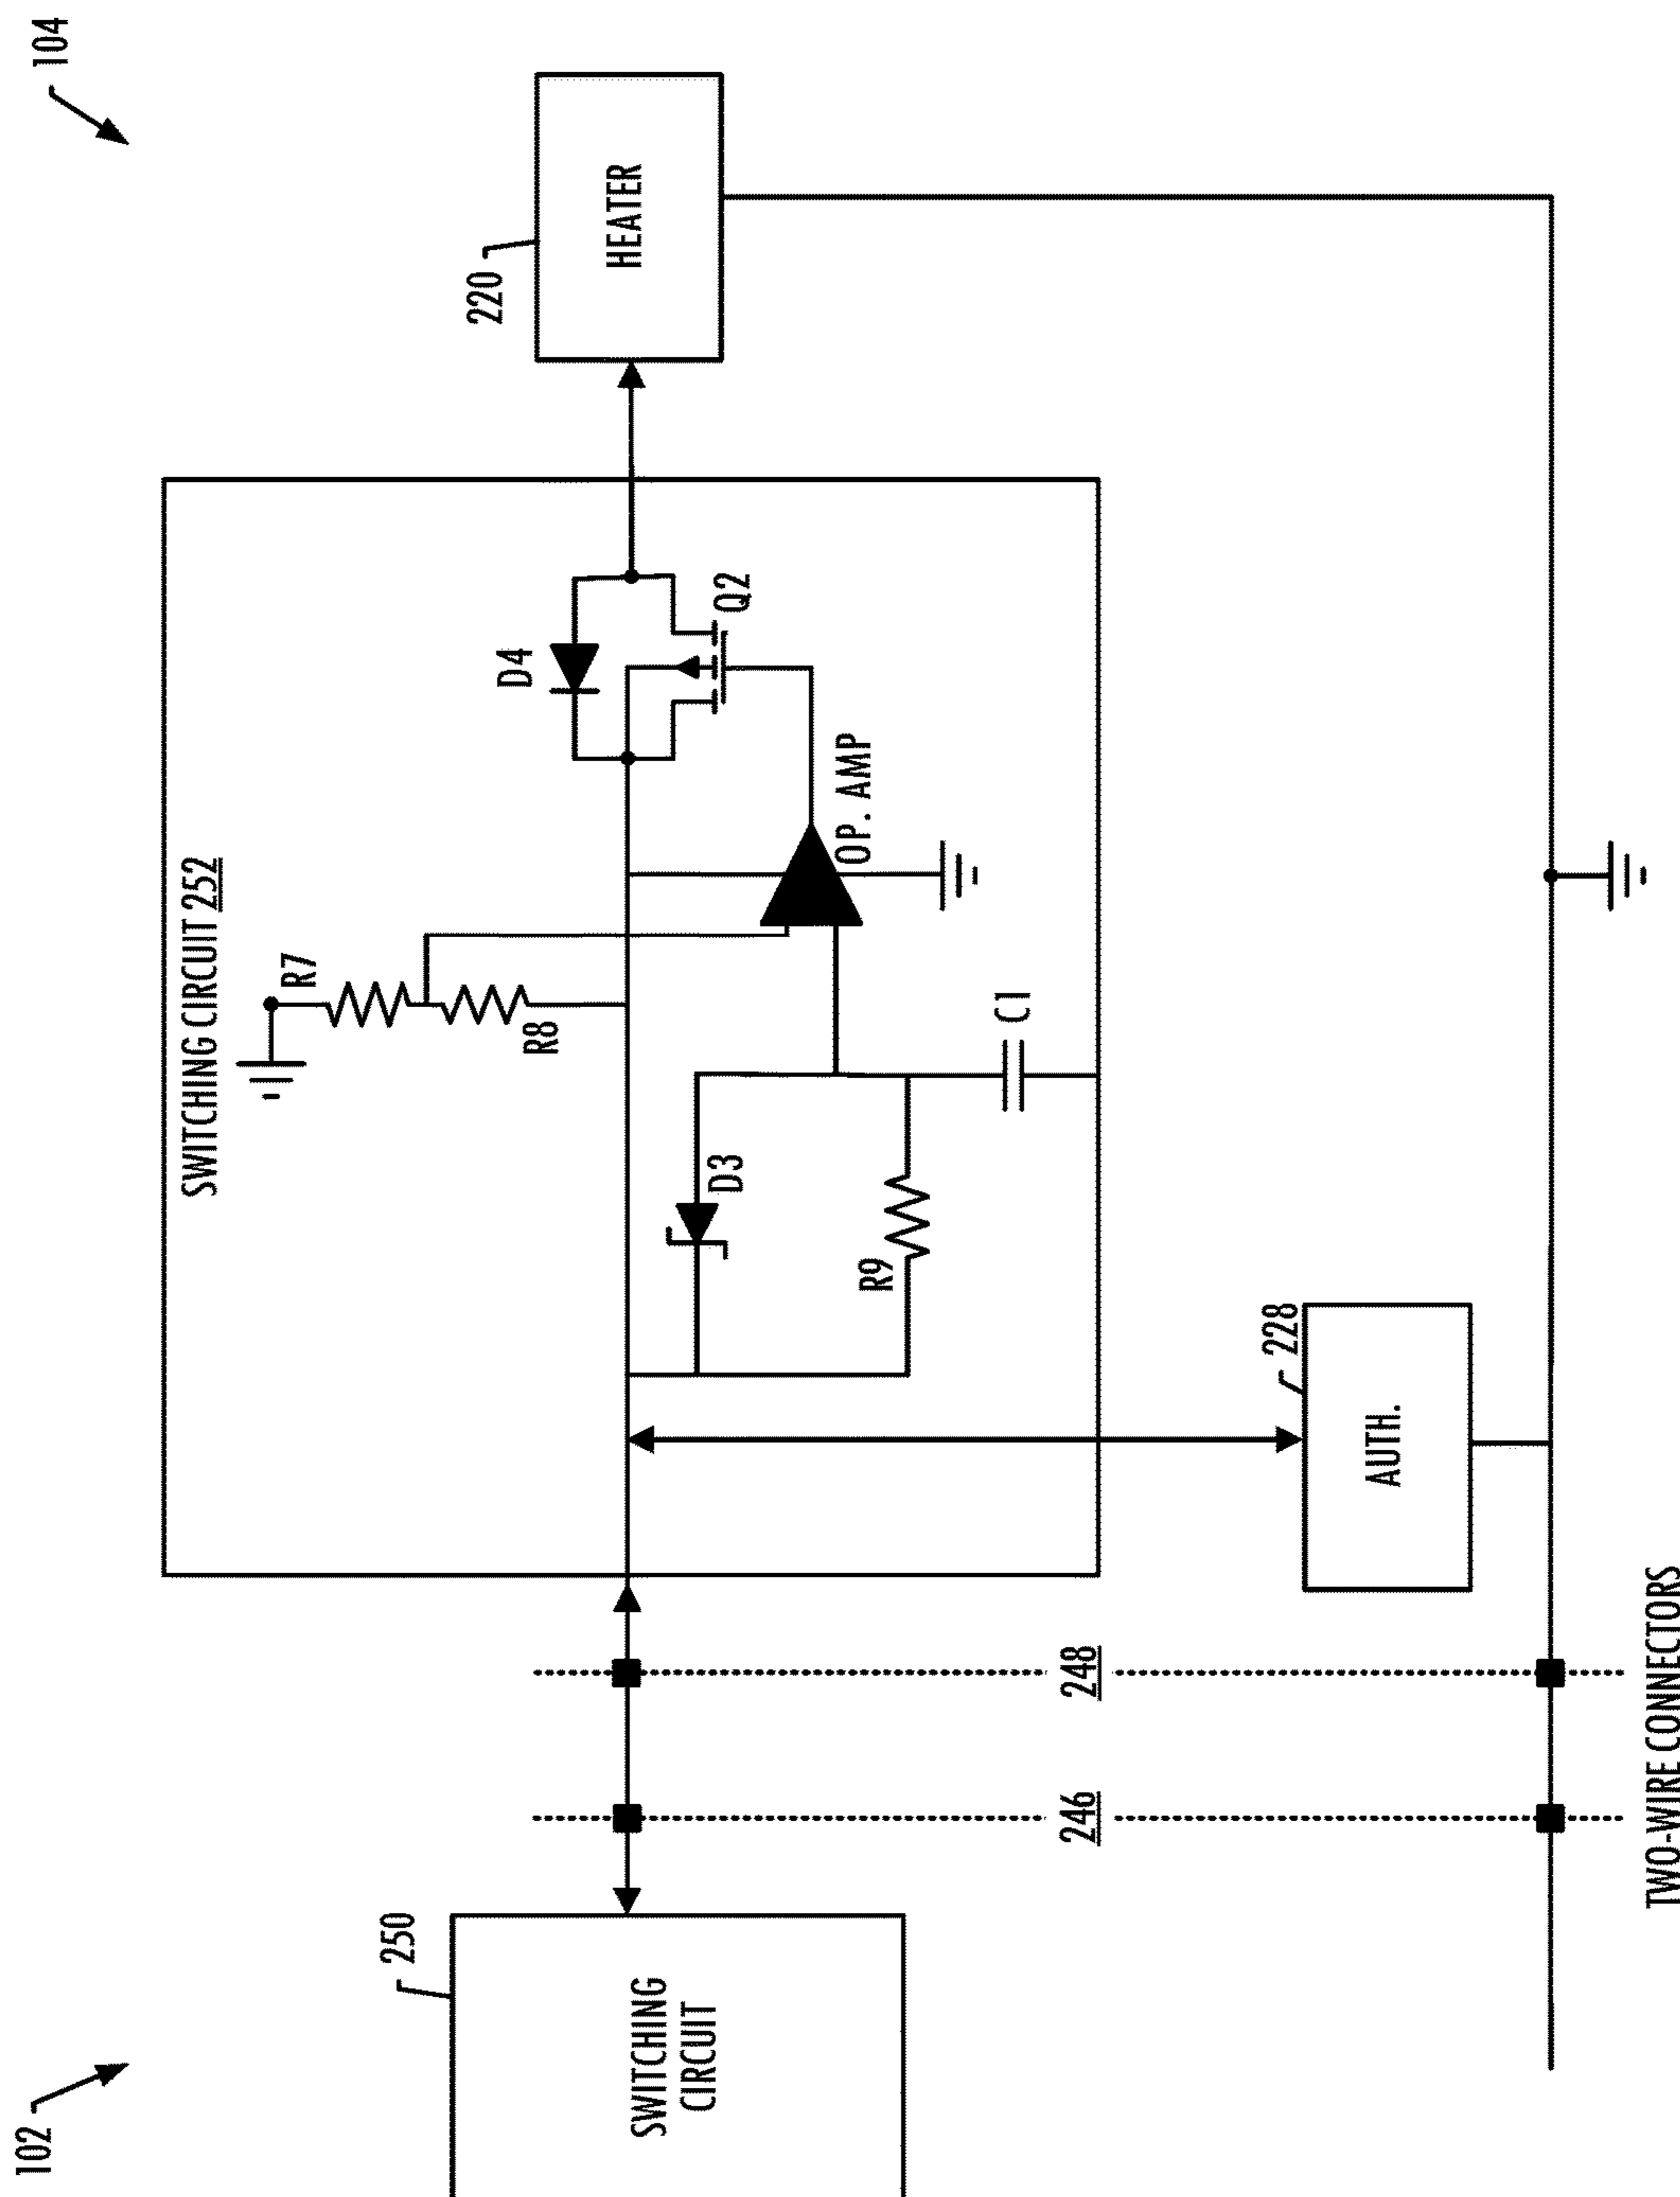 102
104
250
SWITCHING
CIRCUIT
SWITCHING CIRCUIT 252
R7
R8
D3
R9
C1
OP. AMP
D4
Q2
220
HEATER
228
AUTH.
246
248
TWO-WIRE CONNECTORS